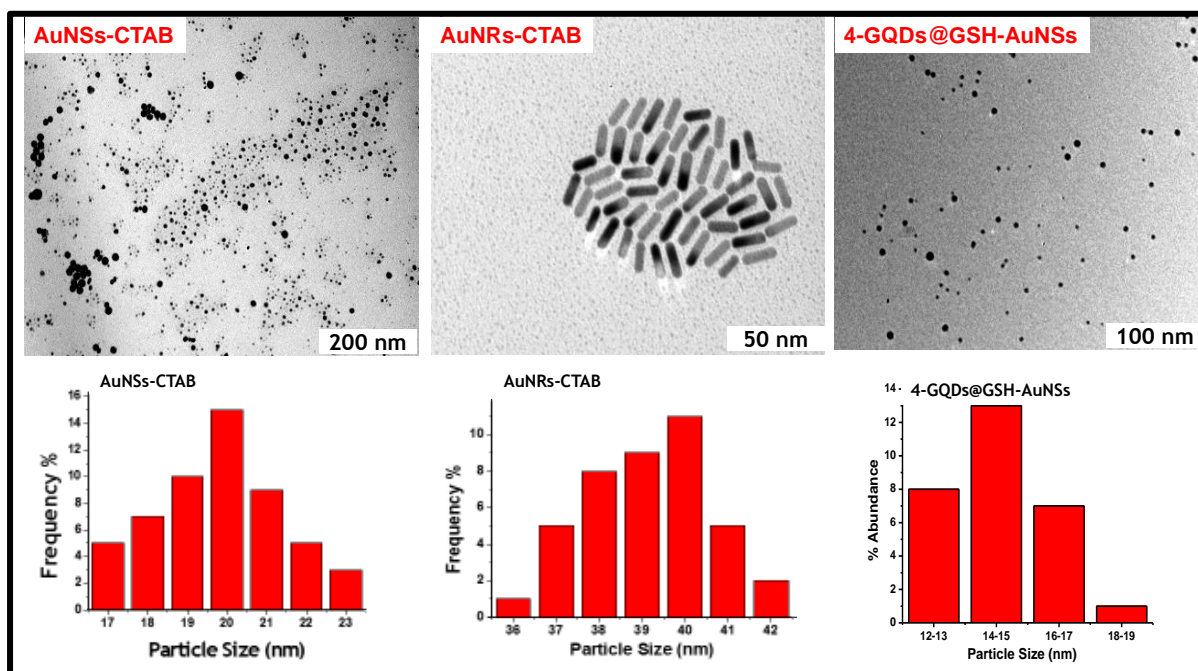 AuNSs-CTAB
AuNRs-CTAB
4-GQDs@GSH-AuNSs
200 nm
50 nm
100 nm
AuNSs-CTAB
16
14
12
10
8
6
4
2
0
Frequency %
17 18 19 20 21 22 23
Particle Size (nm)
AuNRs-CTAB
10
8
6
4
2
0
Frequency %
36 37 38 39 40 41 42
Particle Size (nm)
4-GQDs@GSH-AuNSs
14
12
10
8
6
4
2
0
% Abundance
12-13 14-15 16-17 18-19
Particle Size (nm)